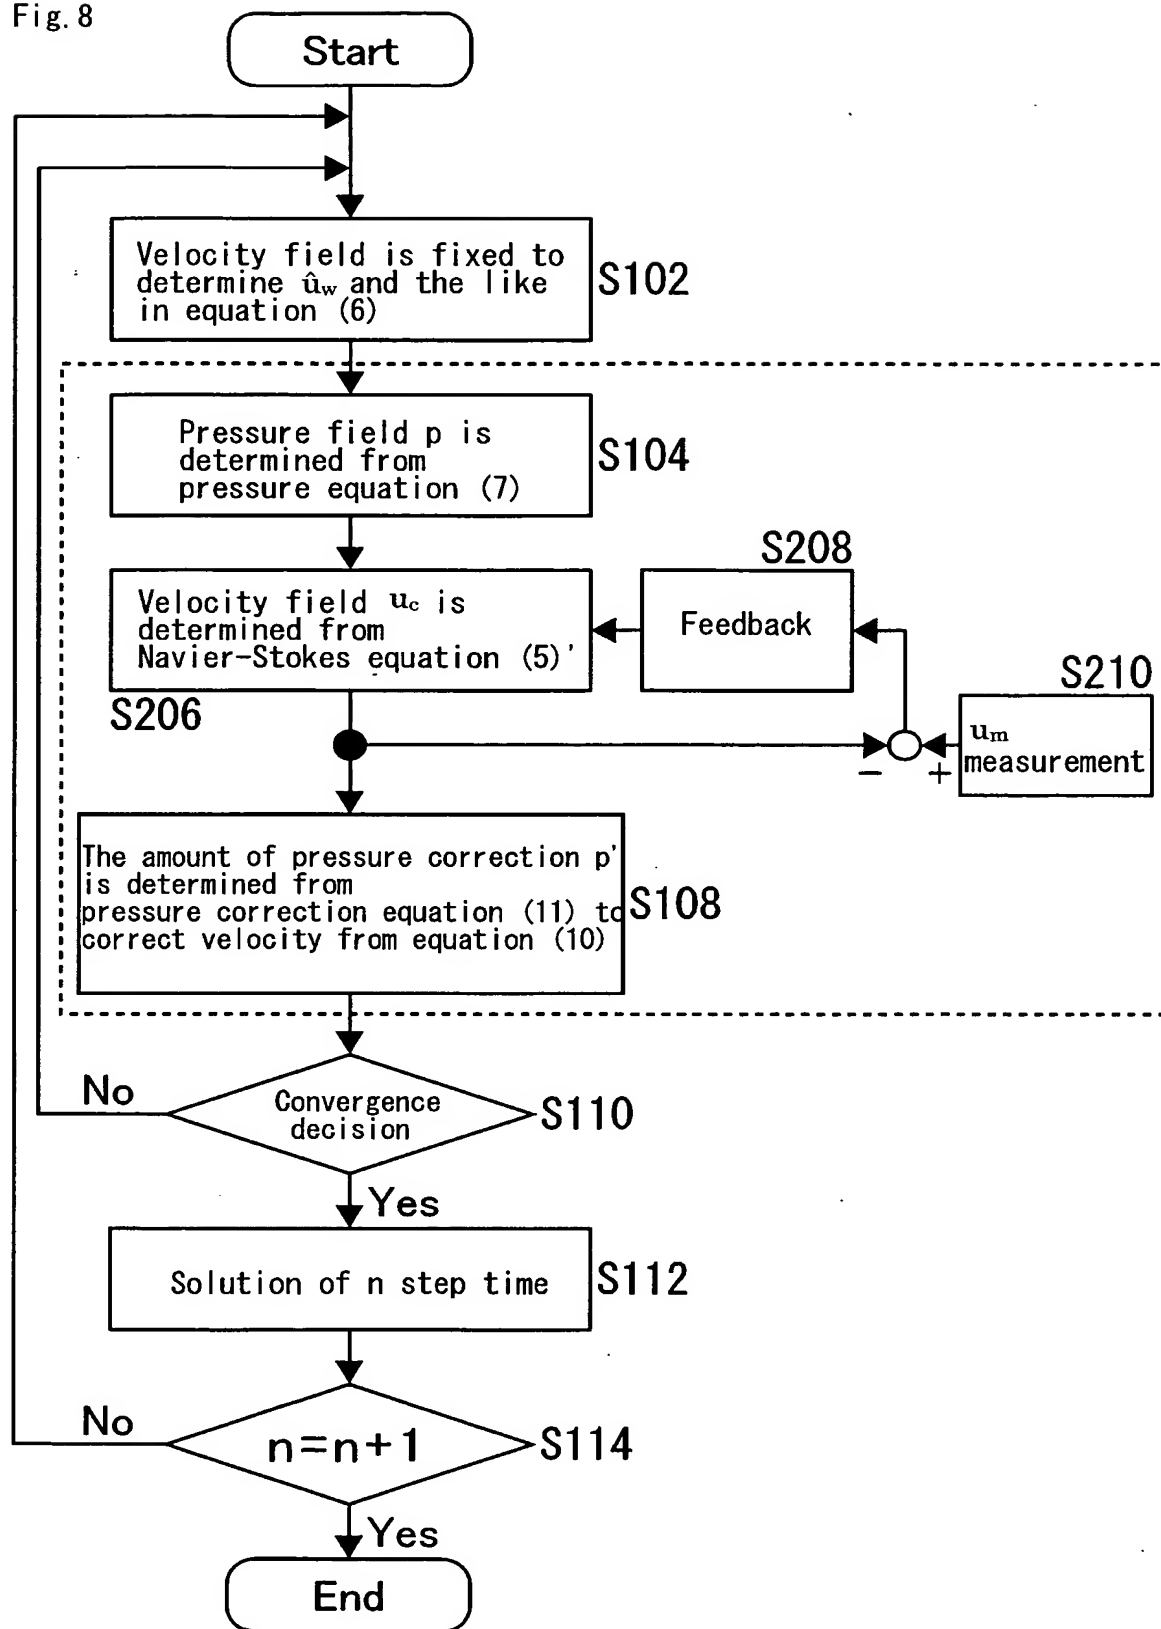 Fig. 8
Start
Velocity field is fixed to
determine û_w and the like
in equation (6)
S102
Pressure field p is
determined from
pressure equation (7)
S104
S208
Velocity field u_c is
determined from
Navier-Stokes equation (5)'
Feedback
S206
S210
u_m
measurement
− +
The amount of pressure correction p'
is determined from
pressure correction equation (11) to
correct velocity from equation (10)
S108
No
Convergence
decision
S110
Yes
Solution of n step time
S112
No
n=n+1
S114
Yes
End